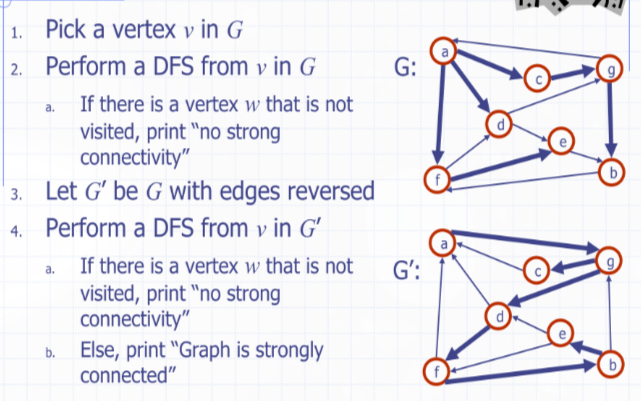 1. Pick a vertex v in G
2. Perform a DFS from v in G
a. If there is a vertex w that is not
visited, print “no strong
connectivity”
3. Let G’ be G with edges reversed
4. Perform a DFS from v in G’
a. If there is a vertex w that is not
visited, print “no strong
connectivity”
b. Else, print “Graph is strongly
connected”
G:
a
g
c
d
e
f
b
G’:
a
g
c
d
e
f
b